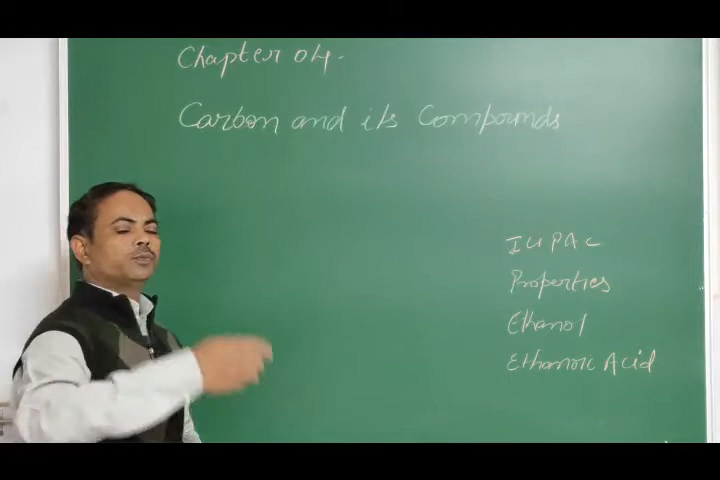 Chapter 04.
Carbon and its Compounds
IUPAC
Properties
Ethanol
Ethanoic Acid